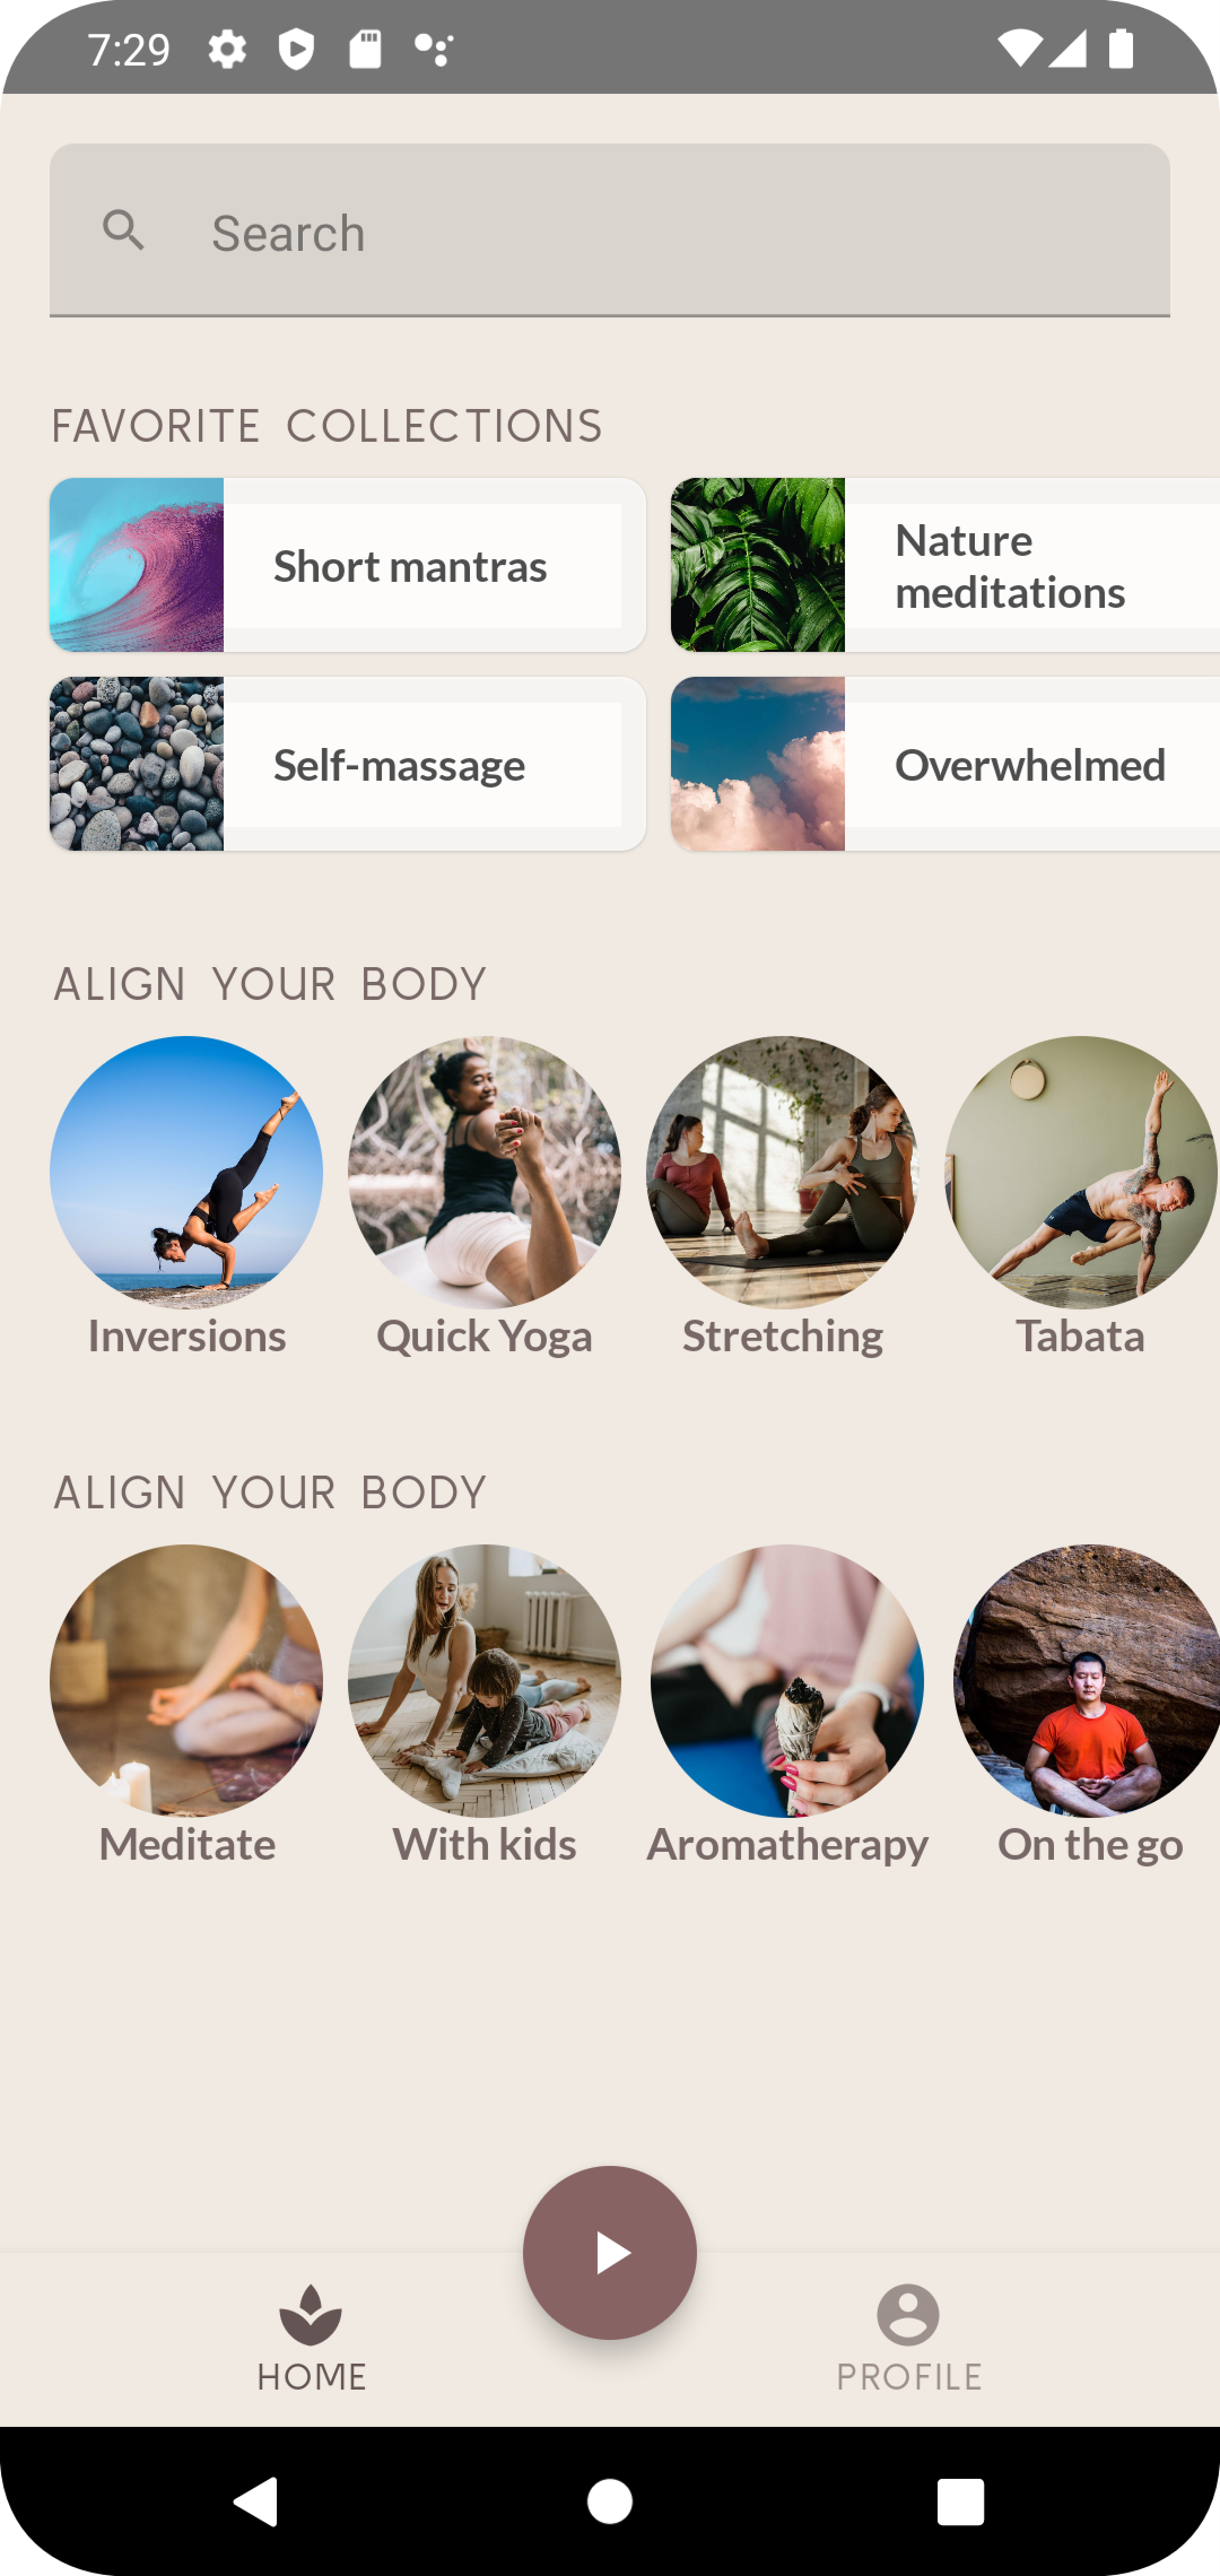 7:29
Search
FAVORITE COLLECTIONS
Short mantras
Nature
meditations
Self-massage
Overwhelmed
ALIGN YOUR BODY
Inversions
Quick Yoga
Stretching
Tabata
ALIGN YOUR BODY
Meditate
With kids
Aromatherapy
On the go
HOME
PROFILE